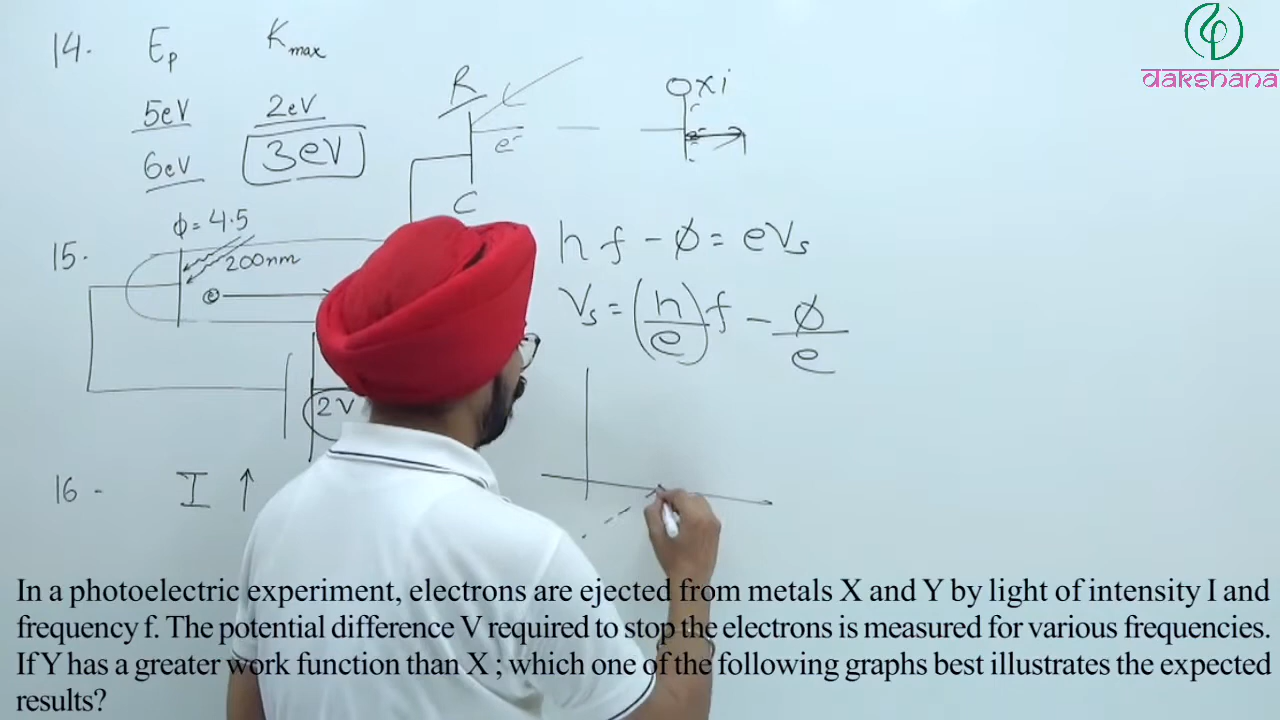 14. Eₚ Kmax
5eV 2eV
6eV 3eV
R
e⁻
C
Oxi
e⁻
15. ϕ = 4.5
200nm
e
2V
hf - ϕ = eVₛ
Vₛ = (h/e)f - ϕ/e
16 - I ↑
dakshana
In a photoelectric experiment, electrons are ejected from metals X and Y by light of intensity I and
frequency f. The potential difference V required to stop the electrons is measured for various frequencies.
If Y has a greater work function than X ; which one of the following graphs best illustrates the expected
results?